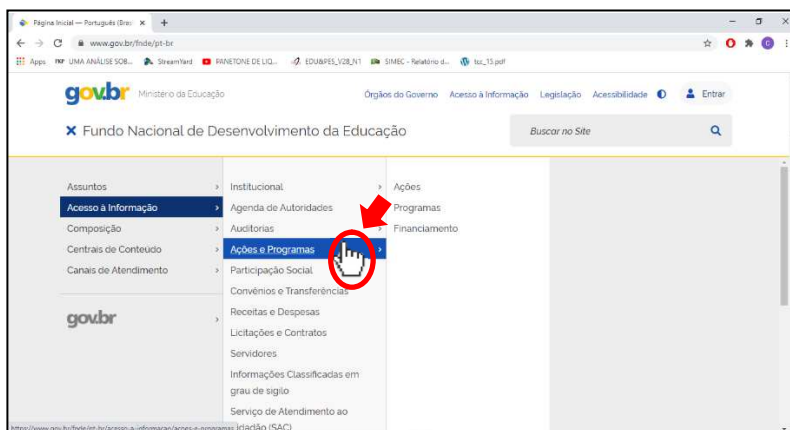 Página Inicial — Português (Bras
www.gov.br/fnde/pt-br
Apps UMA ANÁLISE SOB... StreamYard PANETONE DE LIQ... EDU&PES_V28_N1 SIMEC - Relatório d... tcc_13.pdf
gov.br Ministério da Educação Órgãos do Governo Acesso à Informação Legislação Acessibilidade Entrar
Fundo Nacional de Desenvolvimento da Educação Buscar no Site
Assuntos Institucional Ações
Acesso à Informação Agenda de Autoridades Programas
Composição Auditorias Financiamento
Centrais de Conteúdo Ações e Programas
Canais de Atendimento Participação Social
Convênios e Transferências
gov.br Receitas e Despesas
Licitações e Contratos
Servidores
Informações Classificadas em
grau de sigilo
Serviço de Atendimento ao
Cidadão (SAC)
https://www.gov.br/fnde/pt-br/acesso-a-informacao/acoes-e-programas